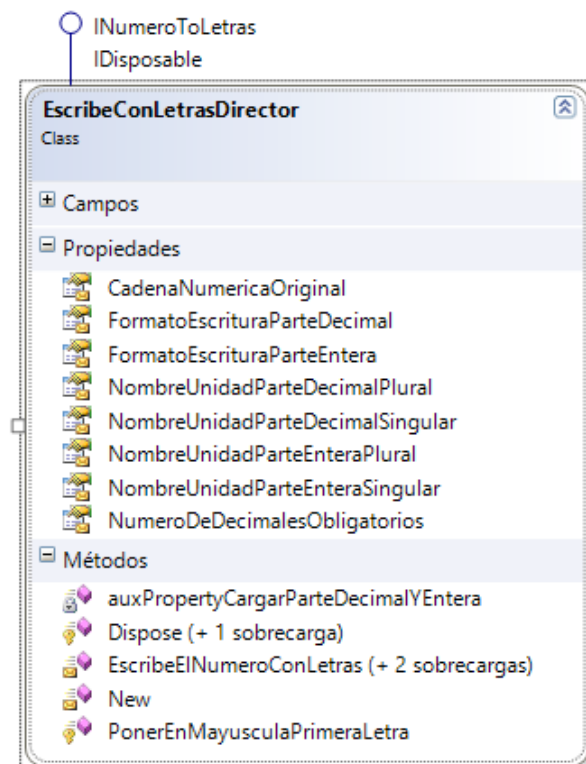 INumeroToLetras
IDisposable
EscribeConLetrasDirector
Class
Campos
Propiedades
CadenaNumericaOriginal
FormatoEscrituraParteDecimal
FormatoEscrituraParteEntera
NombreUnidadParteDecimalPlural
NombreUnidadParteDecimalSingular
NombreUnidadParteEnteraPlural
NombreUnidadParteEnteraSingular
NumeroDeDecimalesObligatorios
Métodos
auxPropertyCargarParteDecimalYEntera
Dispose (+ 1 sobrecarga)
EscribeElNumeroConLetras (+ 2 sobrecargas)
New
PonerEnMayusculaPrimeraLetra